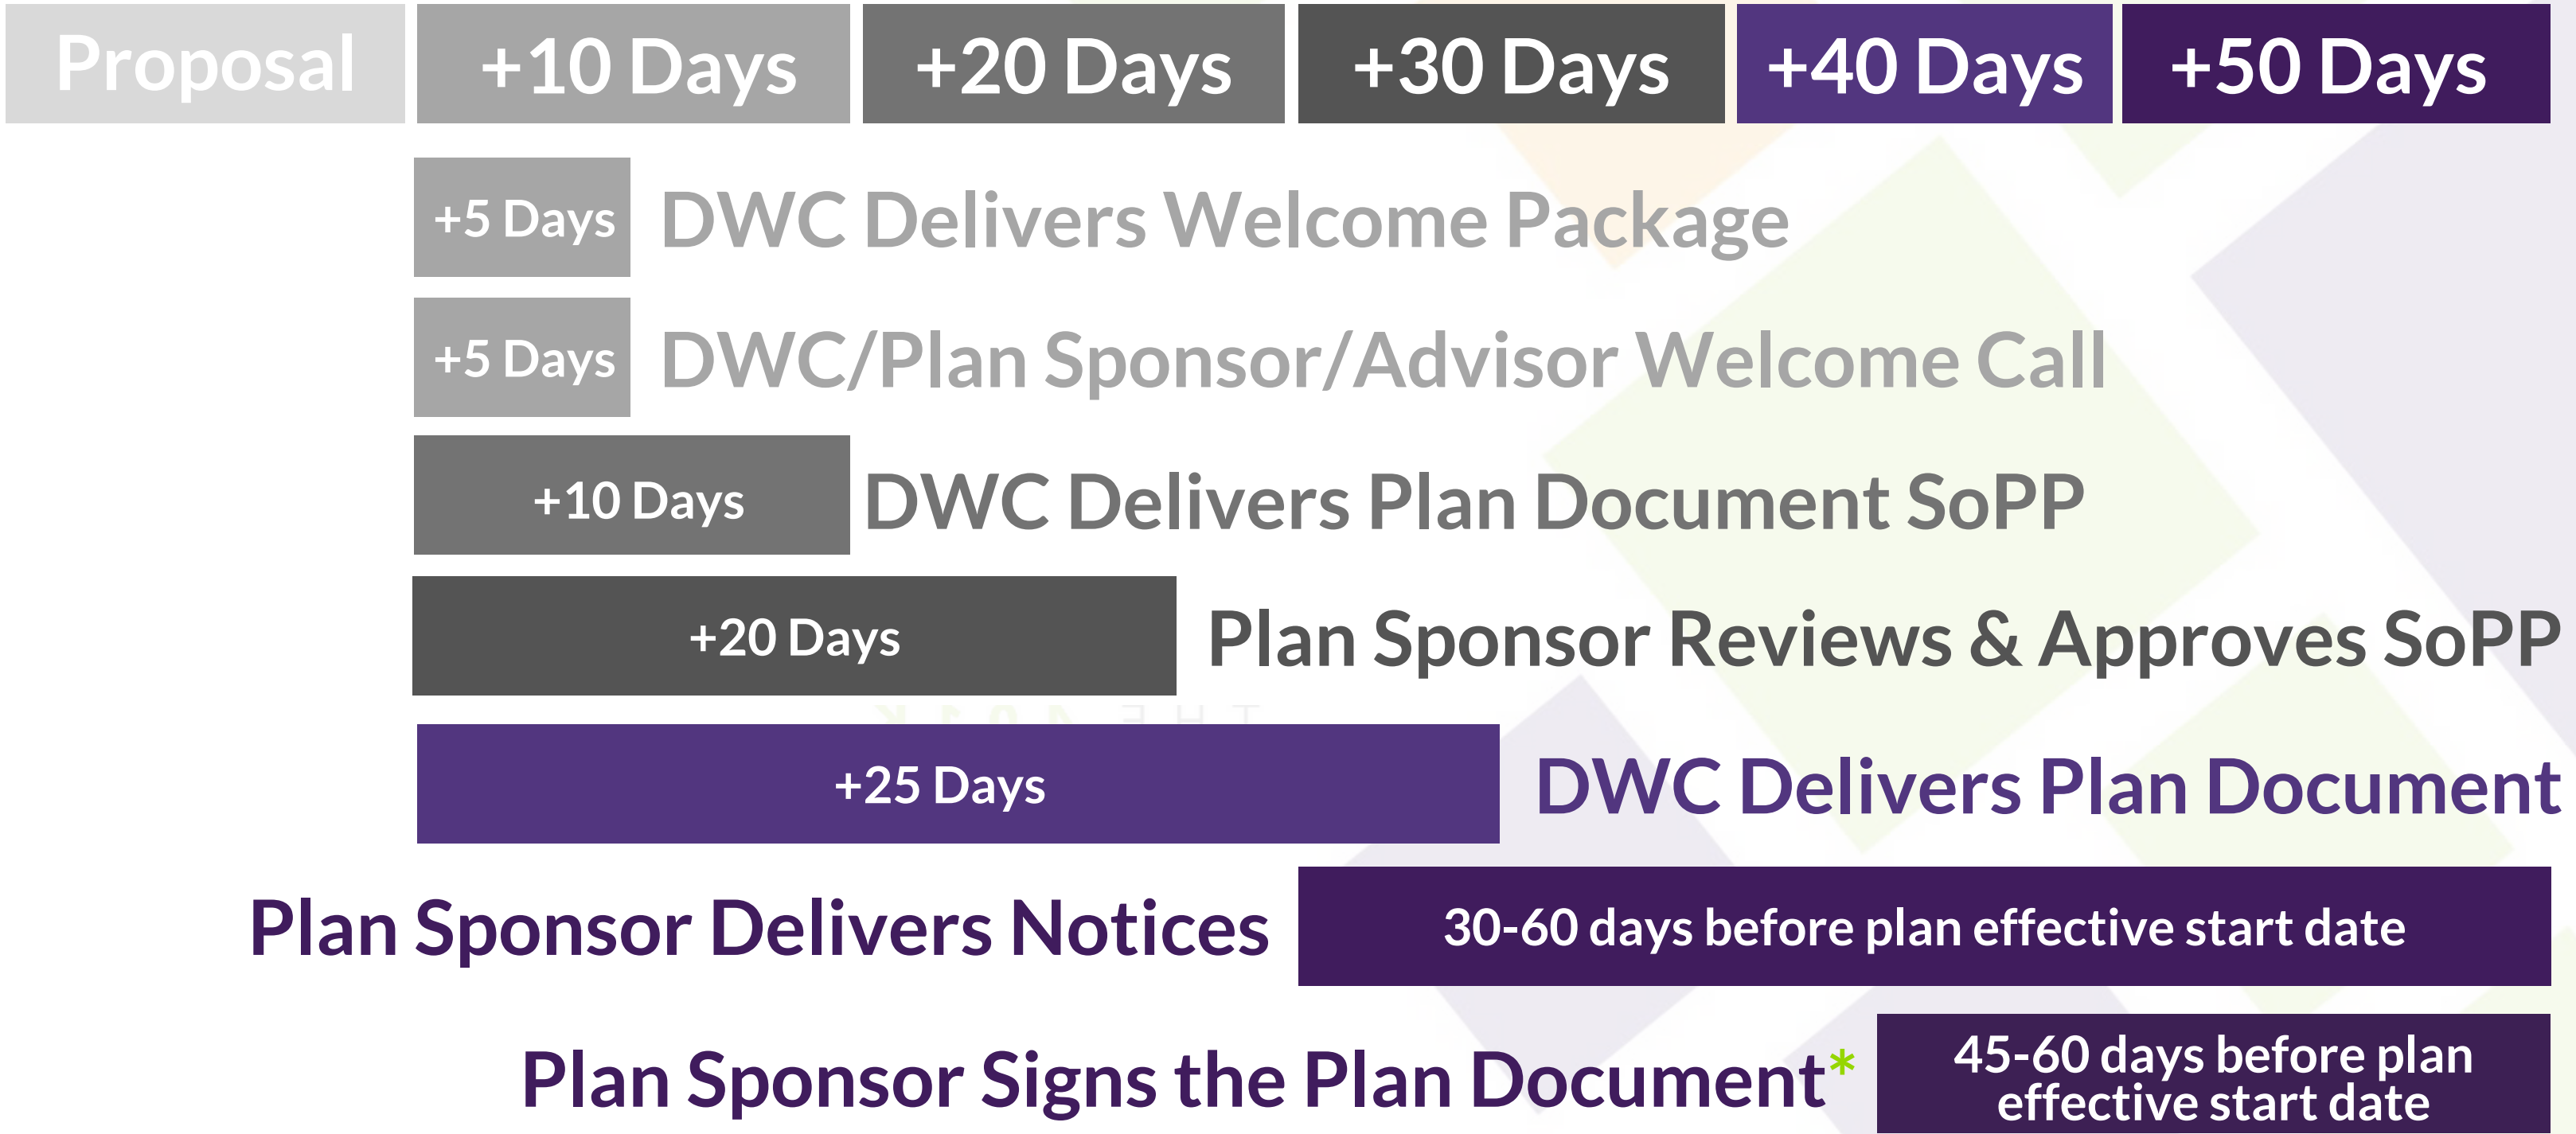 Proposal +10 Days +20 Days +30 Days +40 Days +50 Days
+5 Days DWC Delivers Welcome Package
+5 Days DWC/Plan Sponsor/Advisor Welcome Call
+10 Days DWC Delivers Plan Document SoPP
+20 Days Plan Sponsor Reviews & Approves SoPP
+25 Days DWC Delivers Plan Document
Plan Sponsor Delivers Notices 30-60 days before plan effective start date
Plan Sponsor Signs the Plan Document* 45-60 days before plan
effective start date